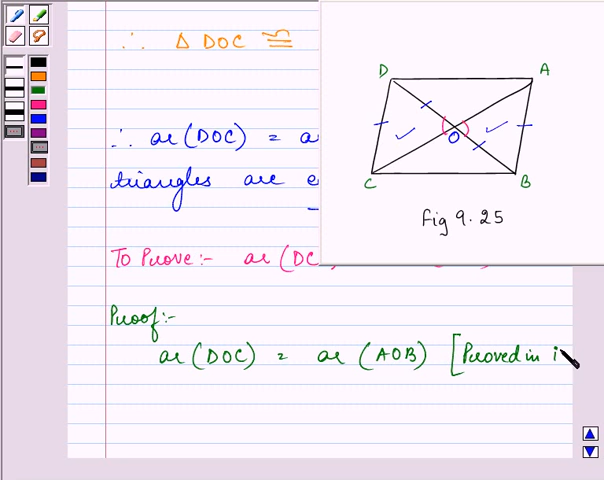 ∴ Δ DOC ≅
D A
O
C B
Fig 9.25
∴ ar (DOC) =
triangles are
To Prove:- ar (DC
Proof:-
ar (DOC) = ar (AOB) [Proved in i